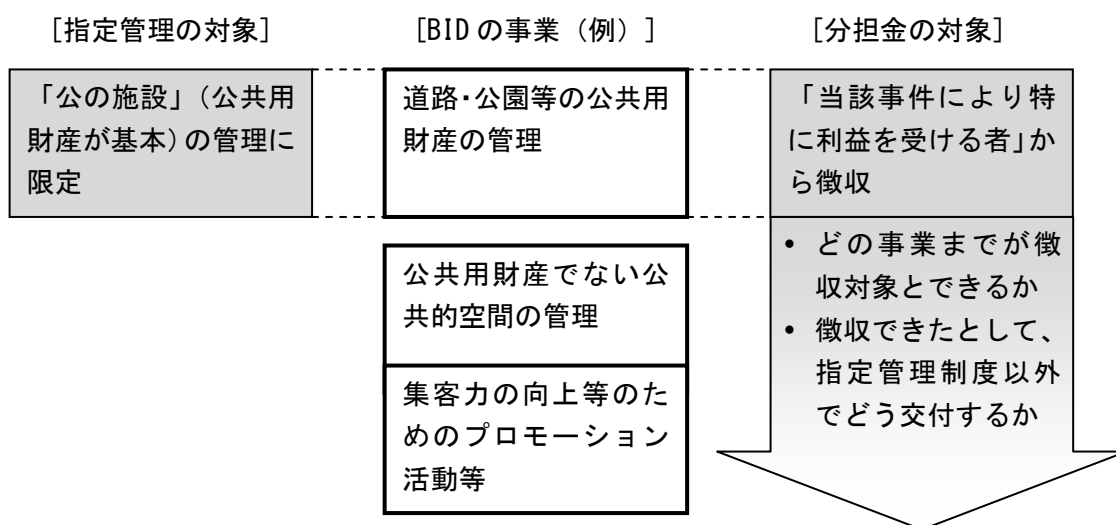 [指定管理の対象]
[BIDの事業（例）]
[分担金の対象]
「公の施設」(公共用
財産が基本)の管理に
限定
道路･公園等の公共用
財産の管理
「当該事件により特
に利益を受ける者」か
ら徴収
公共用財産でない公
共的空間の管理
集客力の向上等のた
めのプロモーション
活動等
• どの事業までが徴
収対象とできるか
• 徴収できたとして、
指定管理制度以外
でどう交付するか